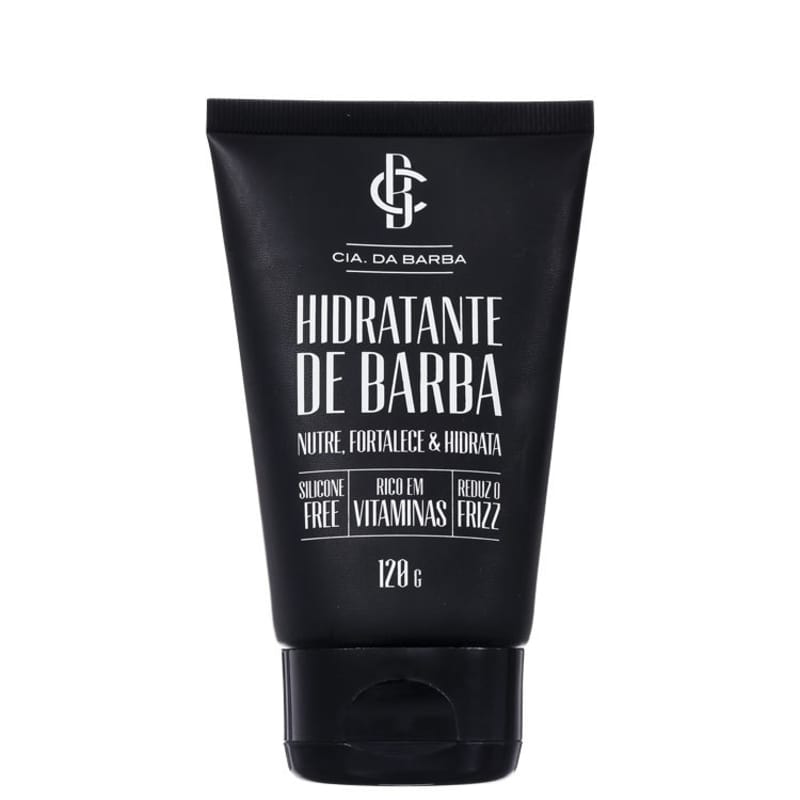 CIA. DA BARBA
HIDRATANTE
DE BARBA
NUTRE, FORTALECE & HIDRATA
SILICONE FREE
RICO EM VITAMINAS
REDUZ O FRIZZ
120 G